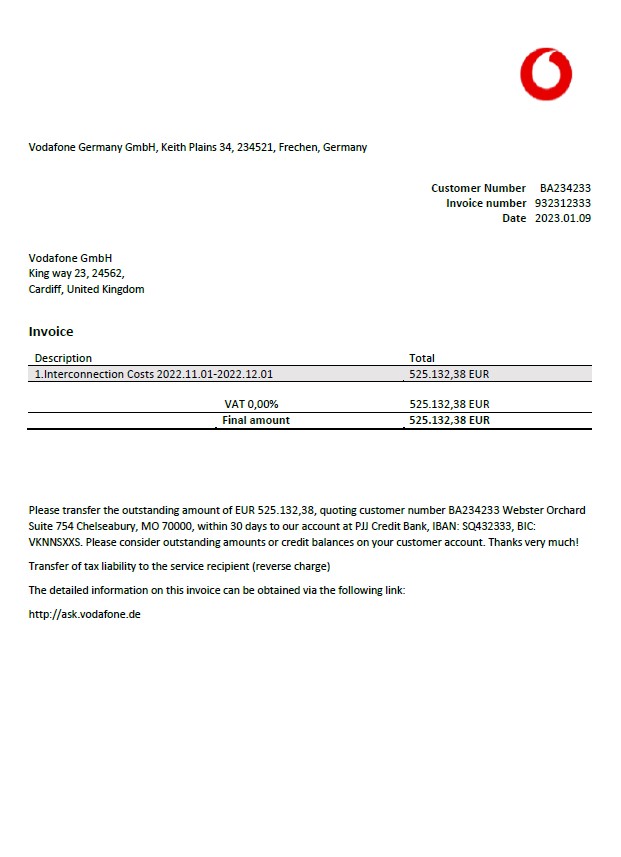 Vodafone Germany GmbH, Keith Plains 34, 234521, Frechen, Germany
Customer Number BA234233
Invoice number 932312333
Date 2023.01.09
Vodafone GmbH
King way 23, 24562,
Cardiff, United Kingdom
Invoice
Description Total
1.Interconnection Costs 2022.11.01-2022.12.01 525.132,38 EUR
VAT 0,00% 525.132,38 EUR
Final amount 525.132,38 EUR
Please transfer the outstanding amount of EUR 525.132,38, quoting customer number BA234233 Webster Orchard
Suite 754 Chelseabury, MO 70000, within 30 days to our account at PJJ Credit Bank, IBAN: SQ432333, BIC:
VKNNSXXS. Please consider outstanding amounts or credit balances on your customer account. Thanks very much!
Transfer of tax liability to the service recipient (reverse charge)
The detailed information on this invoice can be obtained via the following link:
http://ask.vodafone.de